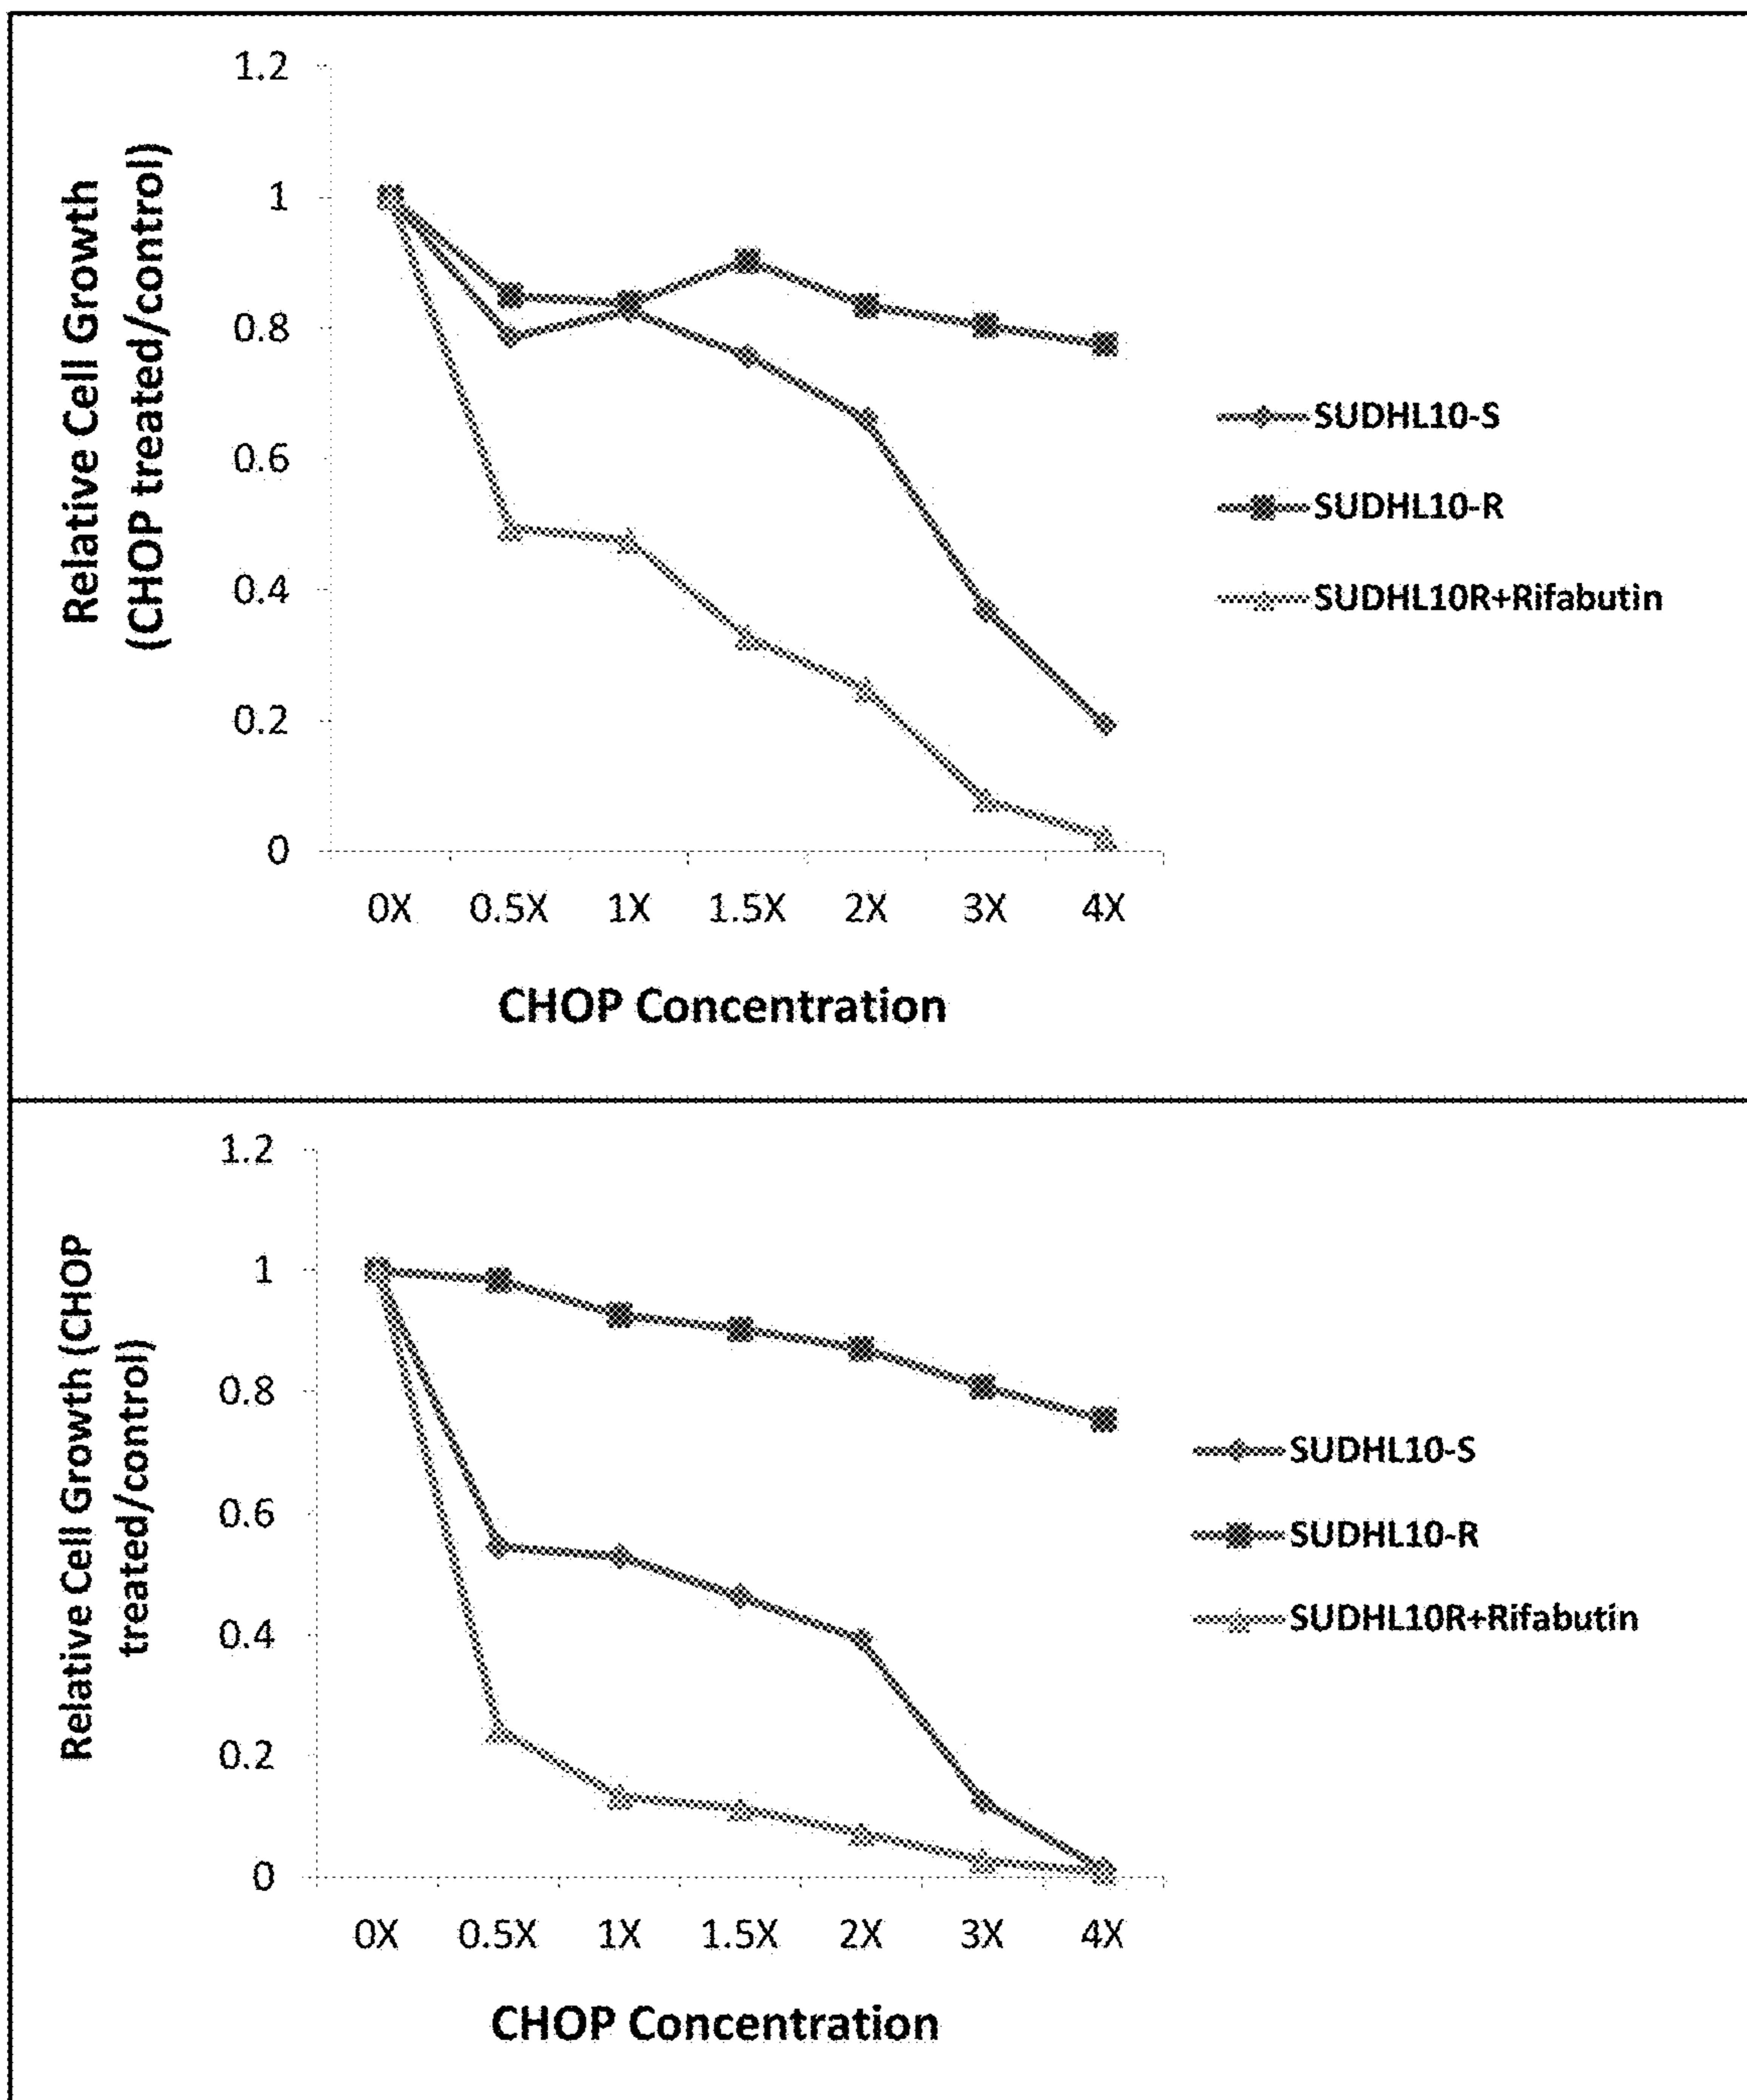 1.2
1
0.8
0.6
0.4
0.2
0
Relative Cell Growth
(CHOP treated/control)
0X 0.5X 1X 1.5X 2X 3X 4X
CHOP Concentration
SUDHL10-S
SUDHL10-R
SUDHL10R+Rifabutin
1.2
1
0.8
0.6
0.4
0.2
0
Relative Cell Growth (CHOP
treated/control)
0X 0.5X 1X 1.5X 2X 3X 4X
CHOP Concentration
SUDHL10-S
SUDHL10-R
SUDHL10R+Rifabutin